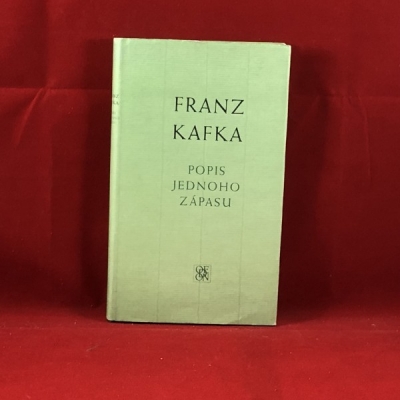 FRANZ
KAFKA
POPIS
JEDNOHO
ZÁPASU